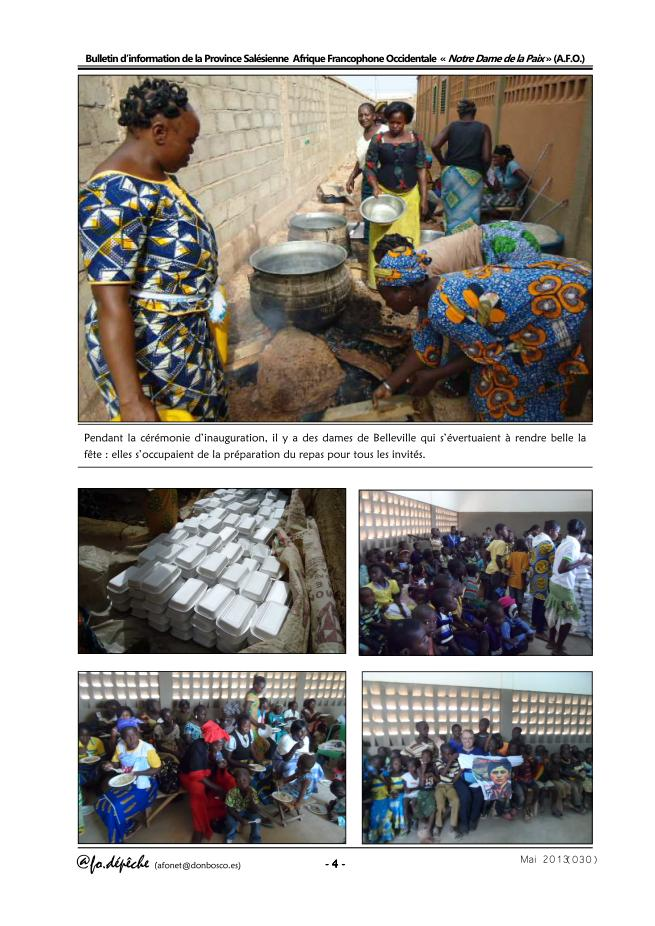 Bulletin d'information de la Province Salésienne Afrique Francophone Occidentale « Notre Dame de la Paix » (A.F.O.)
Pendant la cérémonie d'inauguration, il y a des dames de Belleville qui s'évertuaient à rendre belle la
fête : elles s'occupaient de la préparation du repas pour tous les invités.
@fo.dépêche (afonet@donbosco.es) - 4 - Mai 2013(030)